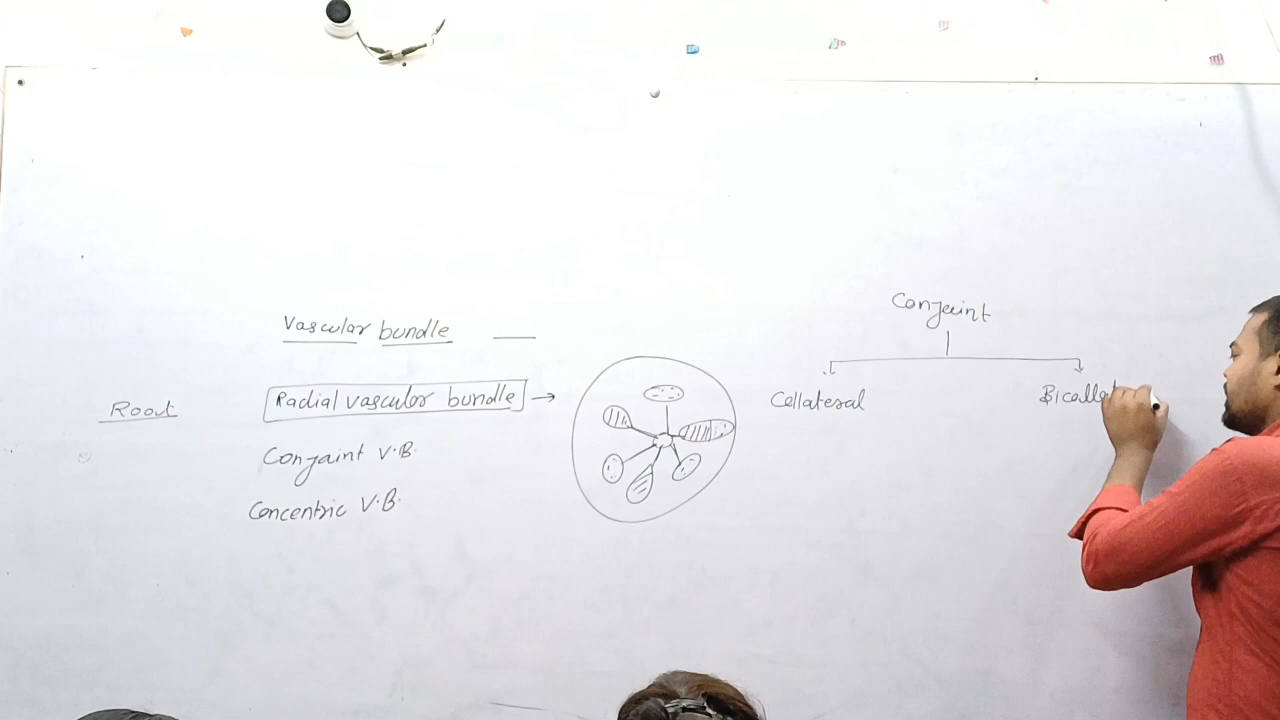 Vascular bundle
Root
Radial vascular bundle
Conjaint V.B.
Concentric V.B.
Conjaint
Collateral